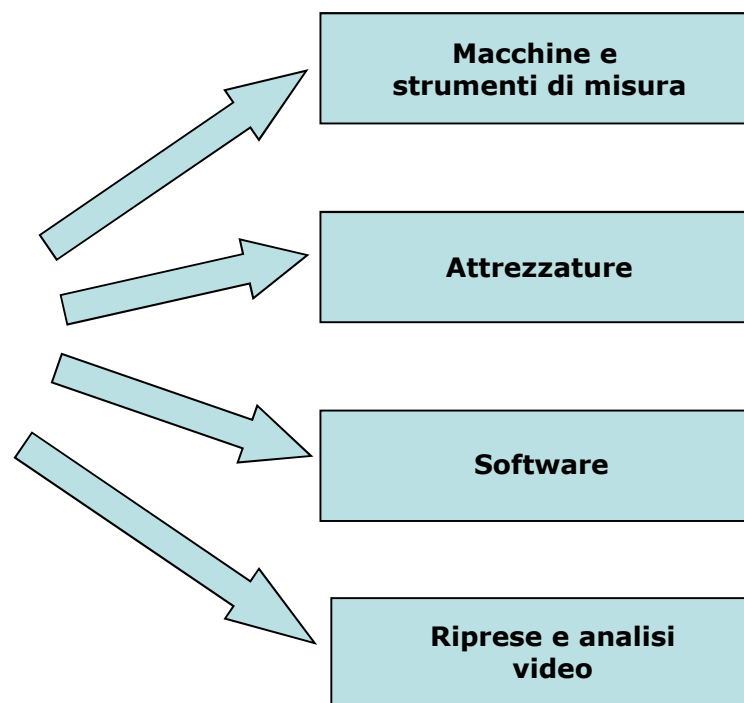 Macchine e
strumenti di misura
Attrezzature
Software
Riprese e analisi
video